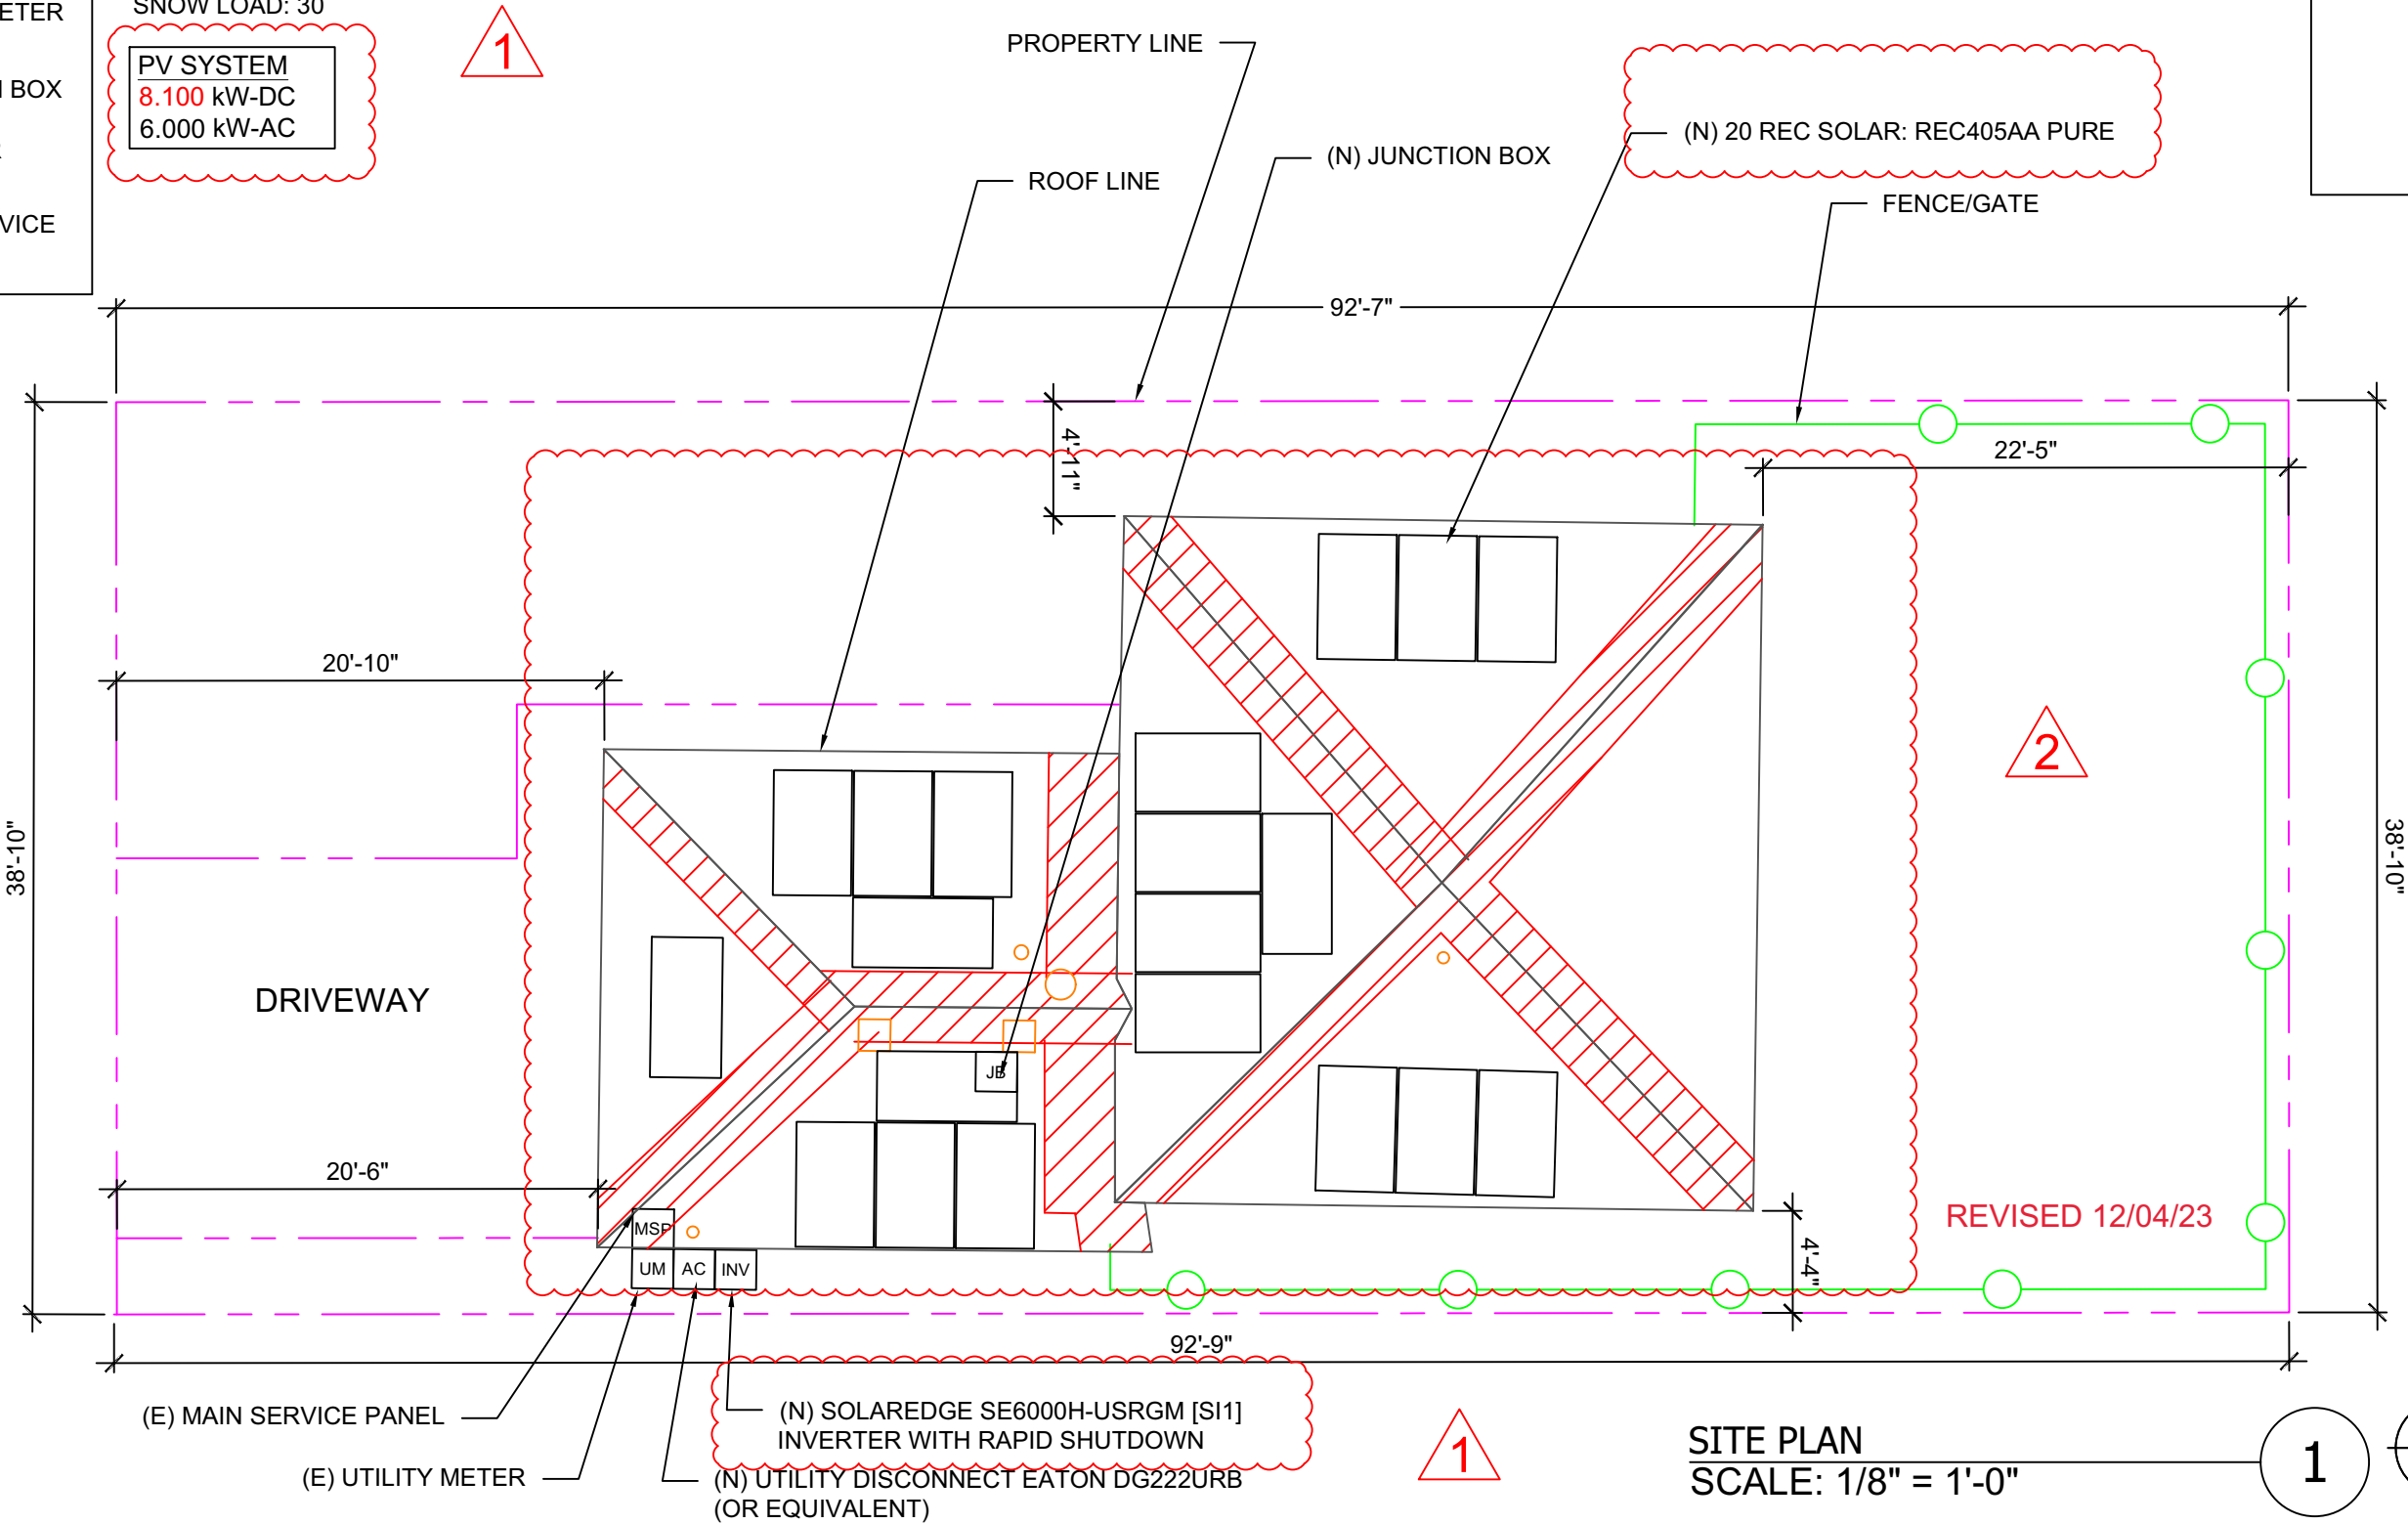 ETER
SNOW LOAD: 30
BOX
VICE
PV SYSTEM
8.100 kW-DC
6.000 kW-AC
1
PROPERTY LINE
(N) 20 REC SOLAR: REC405AA PURE
(N) JUNCTION BOX
ROOF LINE
FENCE/GATE
92'-7"
4'-11"
22'-5"
20'-10"
38'-10"
38'-10"
2
DRIVEWAY
JB
20'-6"
MSP
UM AC INV
REVISED 12/04/23
4'-4"
92'-9"
(E) MAIN SERVICE PANEL
(N) SOLAREDGE SE6000H-USRGM [SI1]
INVERTER WITH RAPID SHUTDOWN
(E) UTILITY METER
(N) UTILITY DISCONNECT EATON DG222URB
(OR EQUIVALENT)
1
SITE PLAN
SCALE: 1/8" = 1'-0"
1